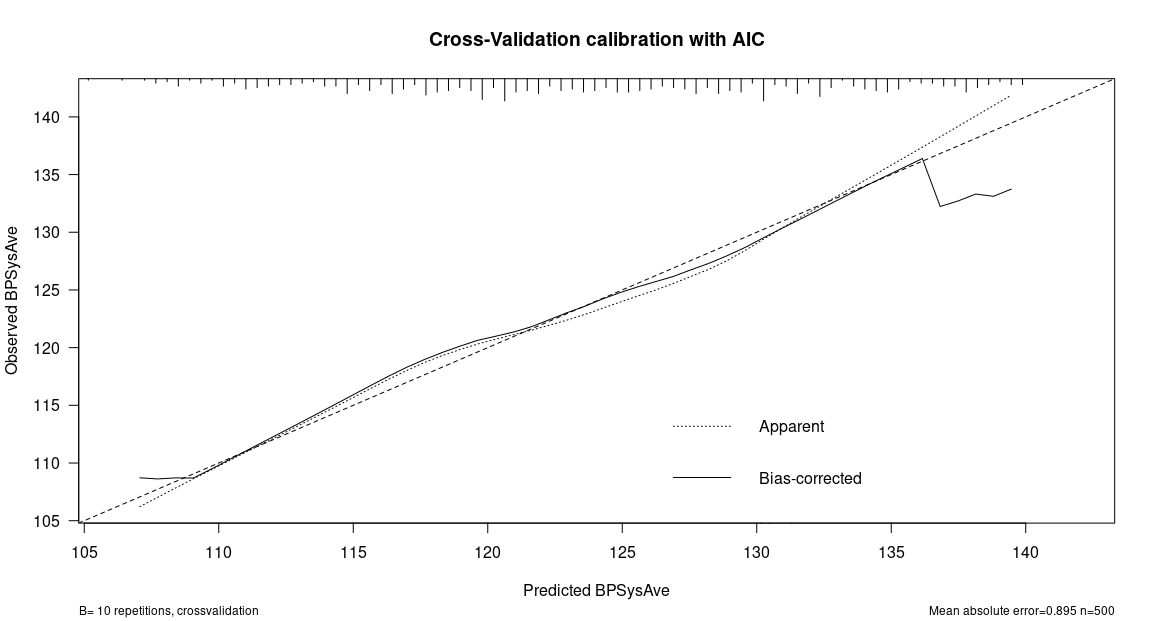 Cross-Validation calibration with AIC
Observed BPSysAve
140
135
130
125
120
115
110
105
Apparent
Bias-corrected
105 110 115 120 125 130 135 140
Predicted BPSysAve
B= 10 repetitions, crossvalidation
Mean absolute error=0.895 n=500